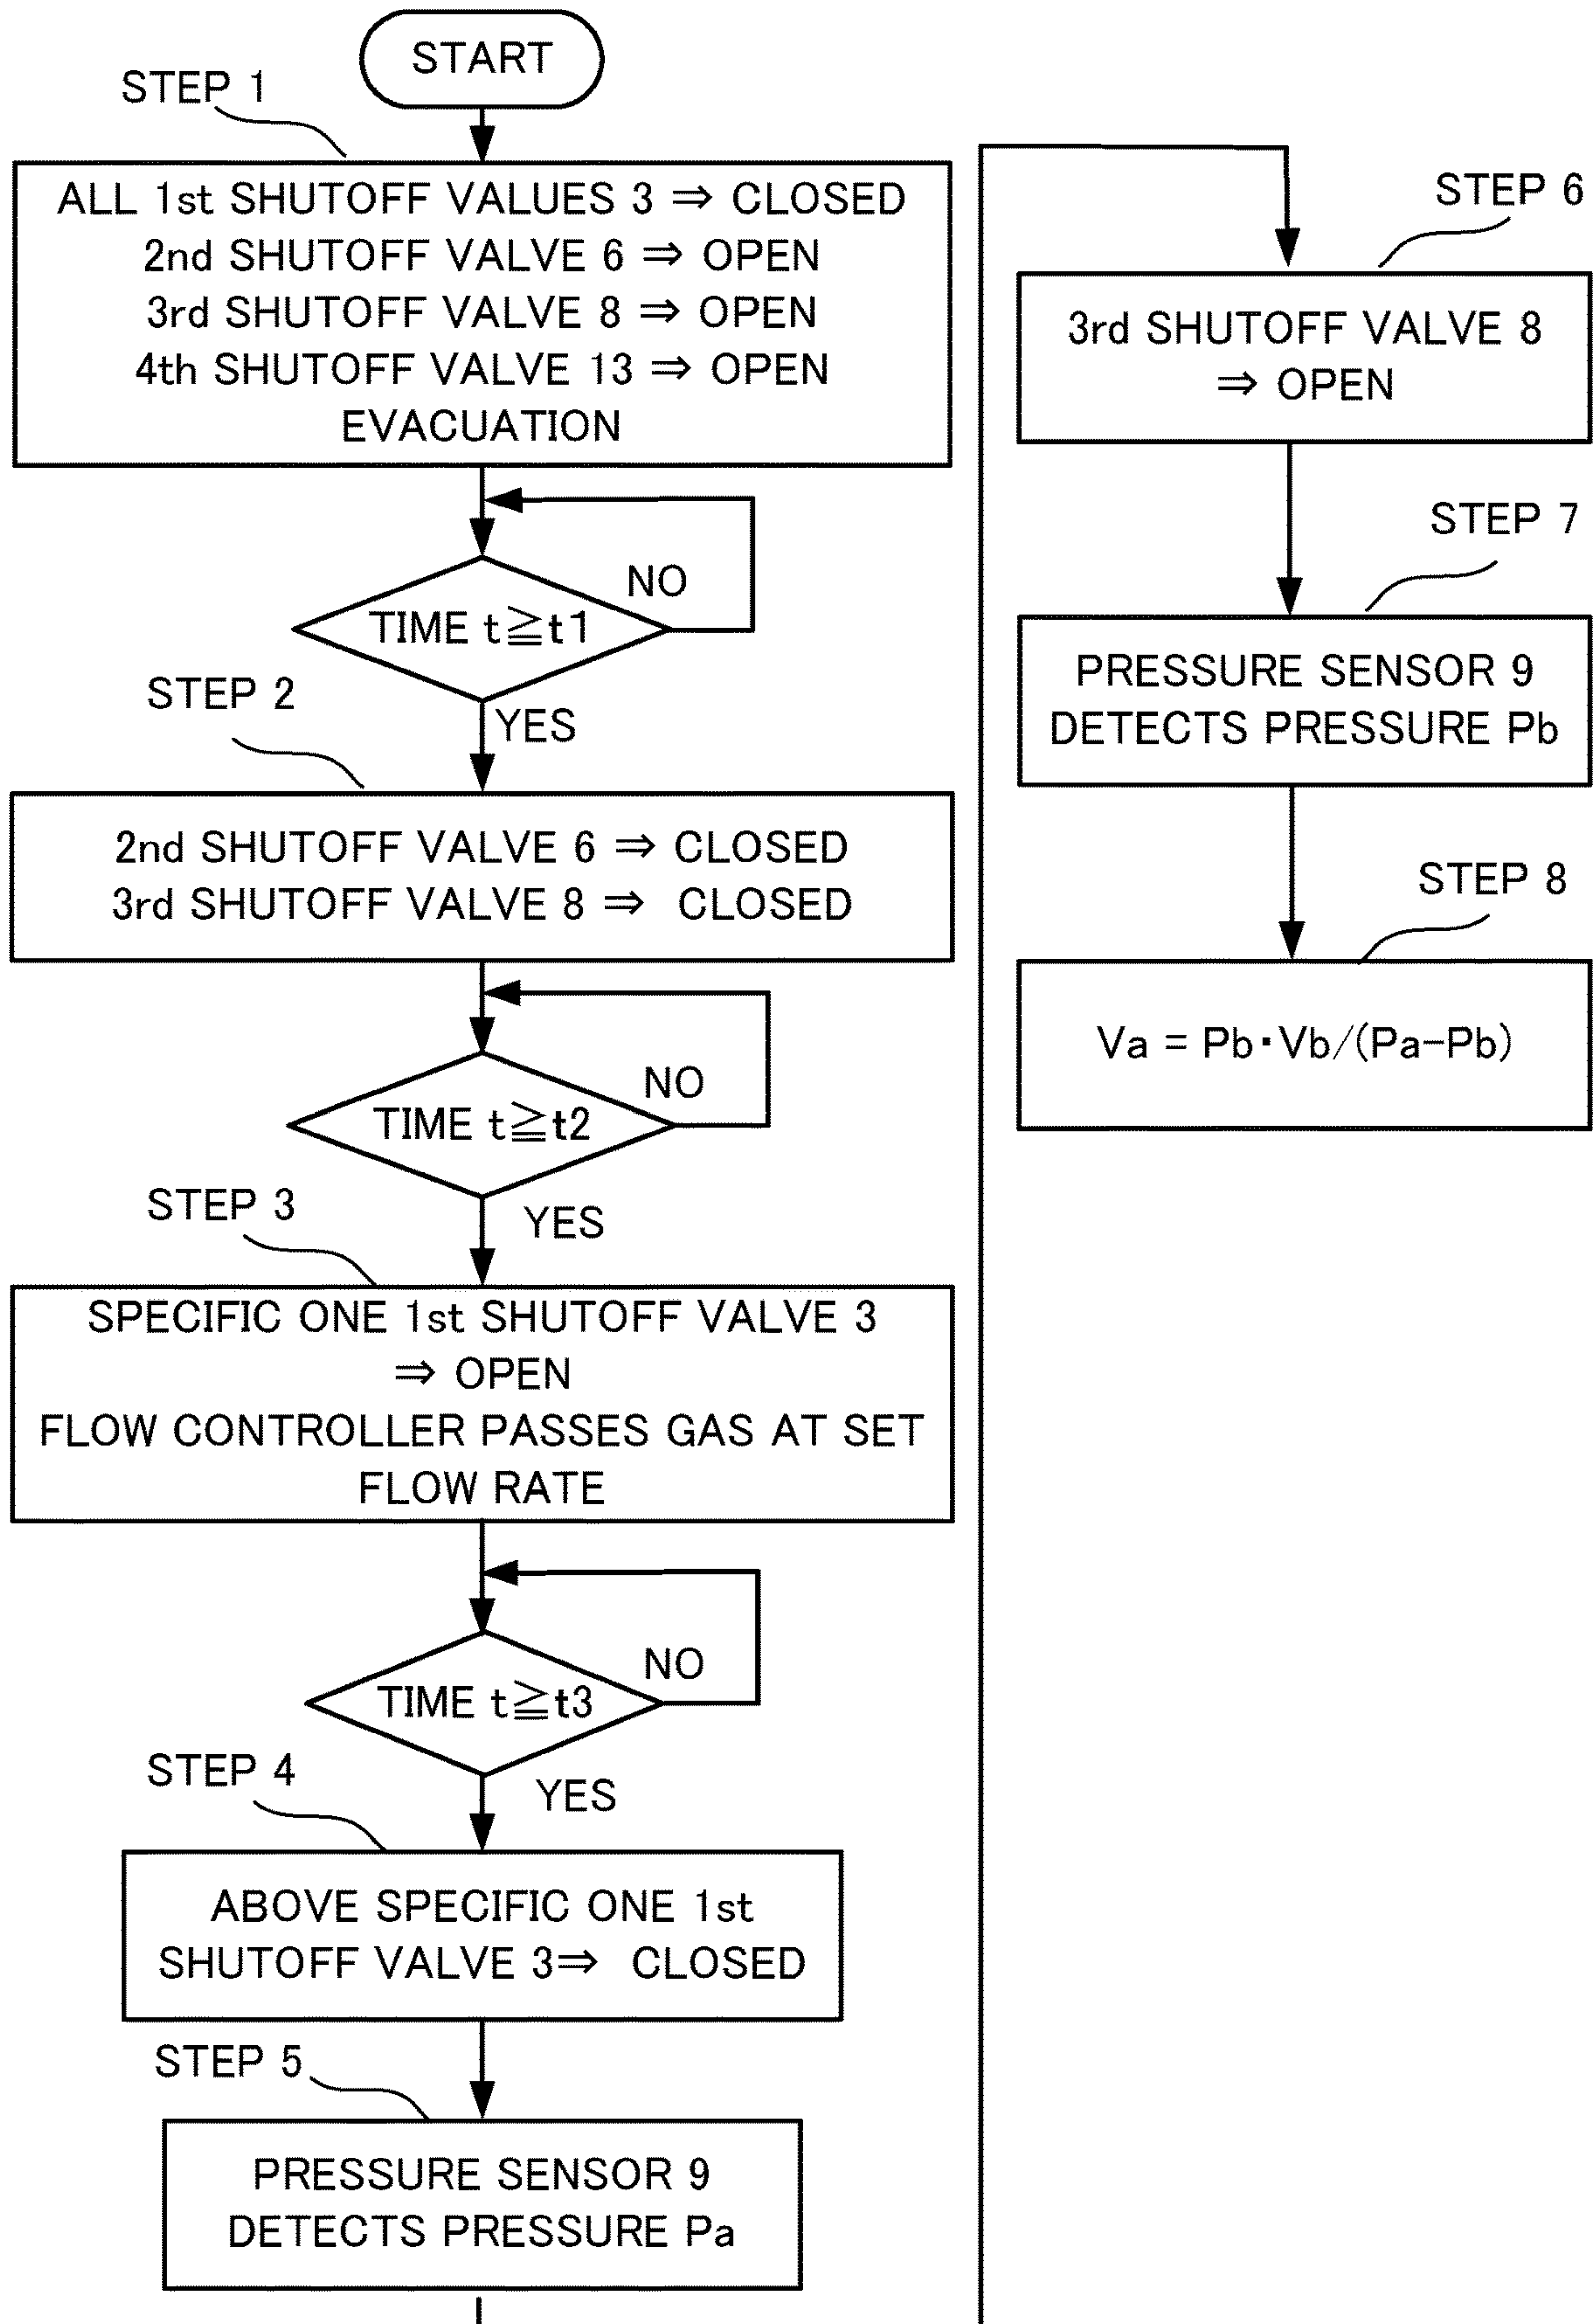 START
STEP 1
ALL 1st SHUTOFF VALUES 3 ⇒ CLOSED
2nd SHUTOFF VALVE 6 ⇒ OPEN
3rd SHUTOFF VALVE 8 ⇒ OPEN
4th SHUTOFF VALVE 13 ⇒ OPEN
EVACUATION
NO
TIME t≧t1
YES
STEP 2
2nd SHUTOFF VALVE 6 ⇒ CLOSED
3rd SHUTOFF VALVE 8 ⇒ CLOSED
NO
TIME t≧t2
YES
STEP 3
SPECIFIC ONE 1st SHUTOFF VALVE 3
⇒ OPEN
FLOW CONTROLLER PASSES GAS AT SET
FLOW RATE
NO
TIME t≧t3
YES
STEP 4
ABOVE SPECIFIC ONE 1st
SHUTOFF VALVE 3⇒ CLOSED
STEP 5
PRESSURE SENSOR 9
DETECTS PRESSURE Pa
STEP 6
3rd SHUTOFF VALVE 8
⇒ OPEN
STEP 7
PRESSURE SENSOR 9
DETECTS PRESSURE Pb
STEP 8
Va = Pb･Vb/(Pa-Pb)